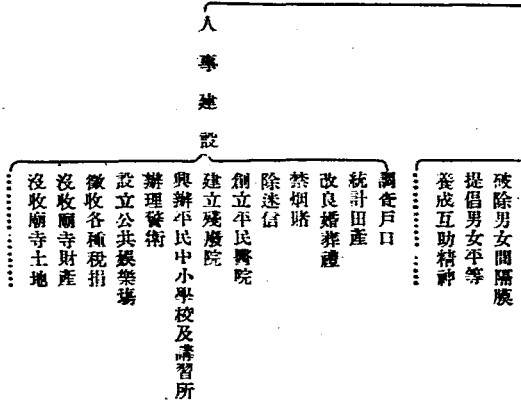 破除男女間隔膜
提倡男女平等
養成互助精神
人事建設
調查戶口
統計田產
改良婚葬禮
禁烟賭
除迷信
創立平民醫院
建立殘廢院
興辦平民中小學校及講習所
辦理警衛
設立公共娛樂場
徵收各種稅捐
沒收廟寺財產
沒收廟寺土地